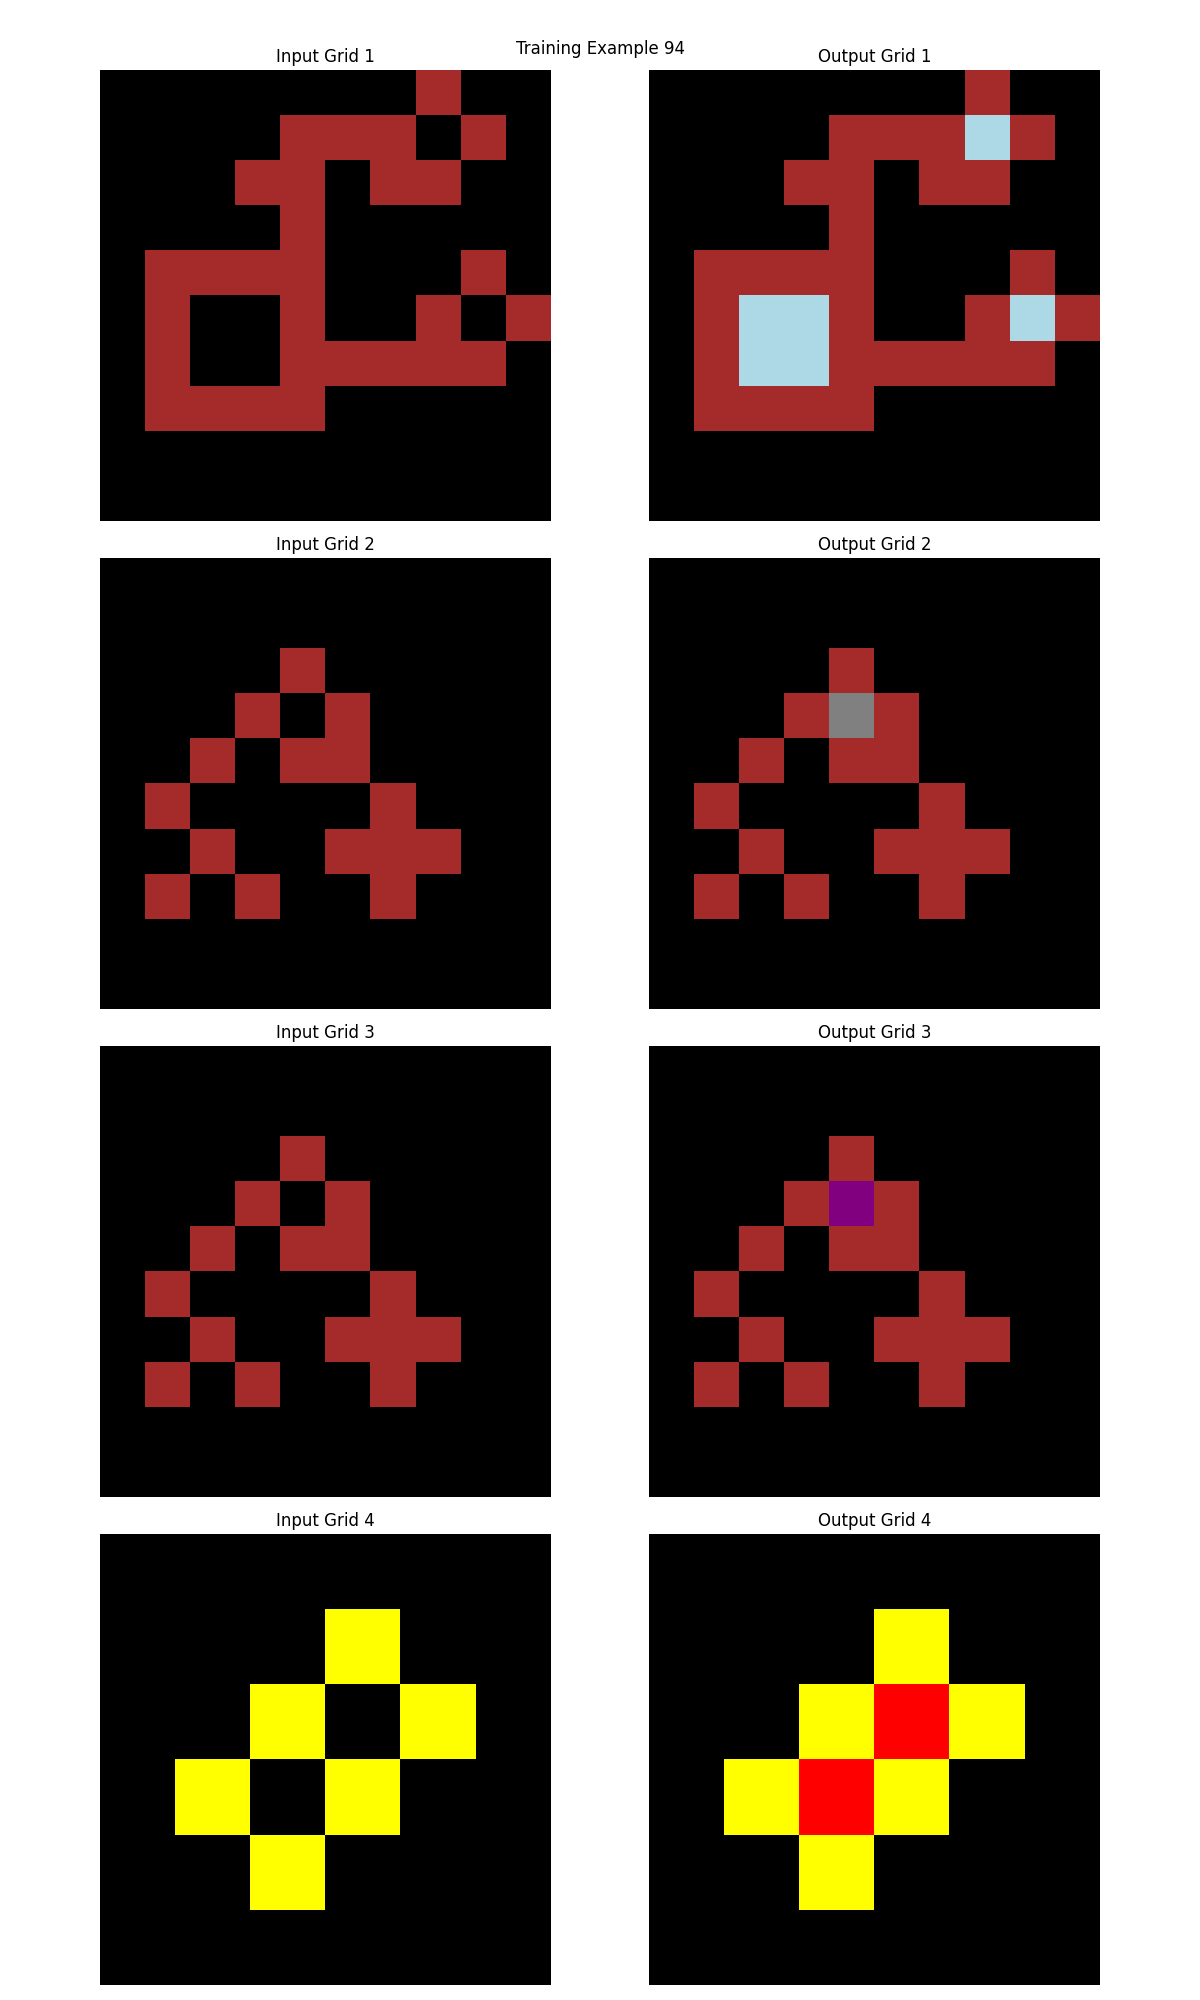 Training Example 94
Input Grid 1
Output Grid 1
Input Grid 2
Output Grid 2
Input Grid 3
Output Grid 3
Input Grid 4
Output Grid 4